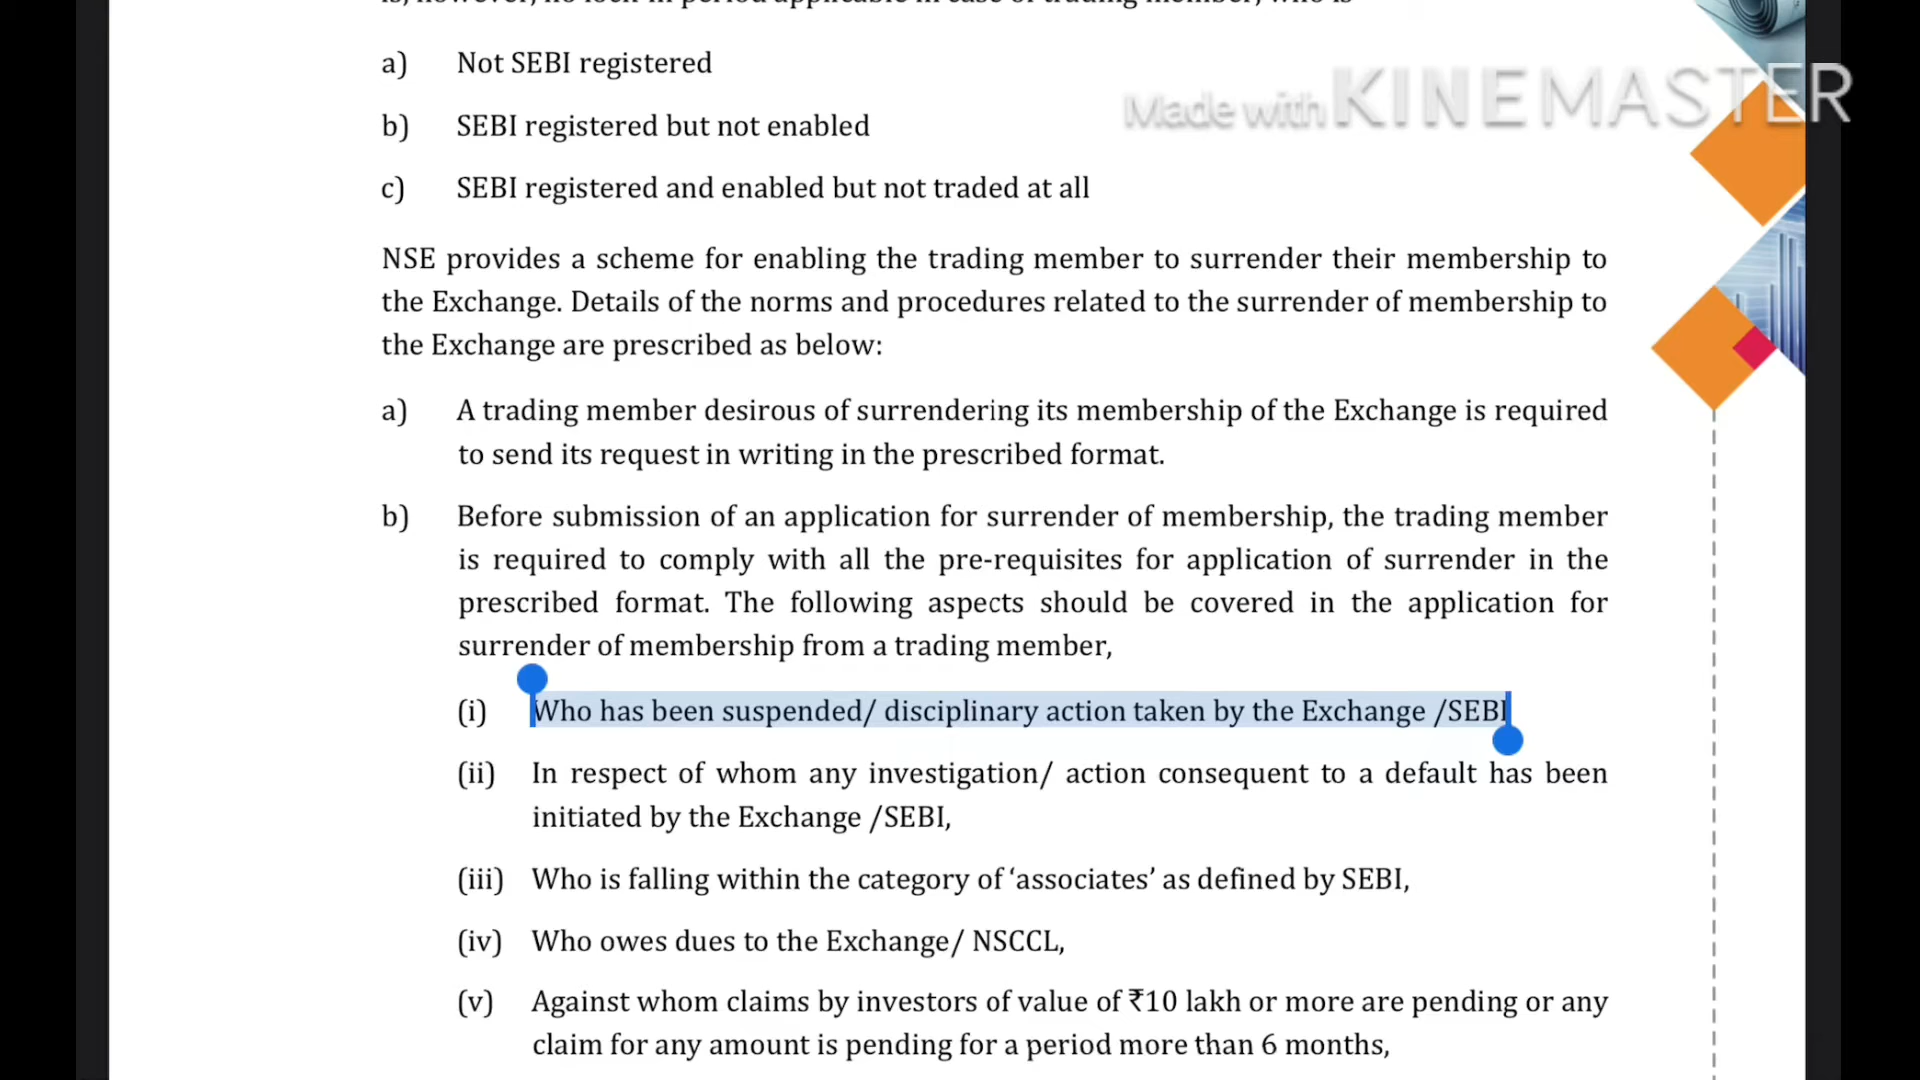 a) Not SEBI registered
Made with KINEMASTER
b) SEBI registered but not enabled
c) SEBI registered and enabled but not traded at all
NSE provides a scheme for enabling the trading member to surrender their membership to
the Exchange. Details of the norms and procedures related to the surrender of membership to
the Exchange are prescribed as below:
a) A trading member desirous of surrendering its membership of the Exchange is required
to send its request in writing in the prescribed format.
b) Before submission of an application for surrender of membership, the trading member
is required to comply with all the pre-requisites for application of surrender in the
prescribed format. The following aspects should be covered in the application for
surrender of membership from a trading member,
(i) Who has been suspended/ disciplinary action taken by the Exchange /SEBI
(ii) In respect of whom any investigation/ action consequent to a default has been
initiated by the Exchange /SEBI,
(iii) Who is falling within the category of ‘associates’ as defined by SEBI,
(iv) Who owes dues to the Exchange/ NSCCL,
(v) Against whom claims by investors of value of ₹10 lakh or more are pending or any
claim for any amount is pending for a period more than 6 months,